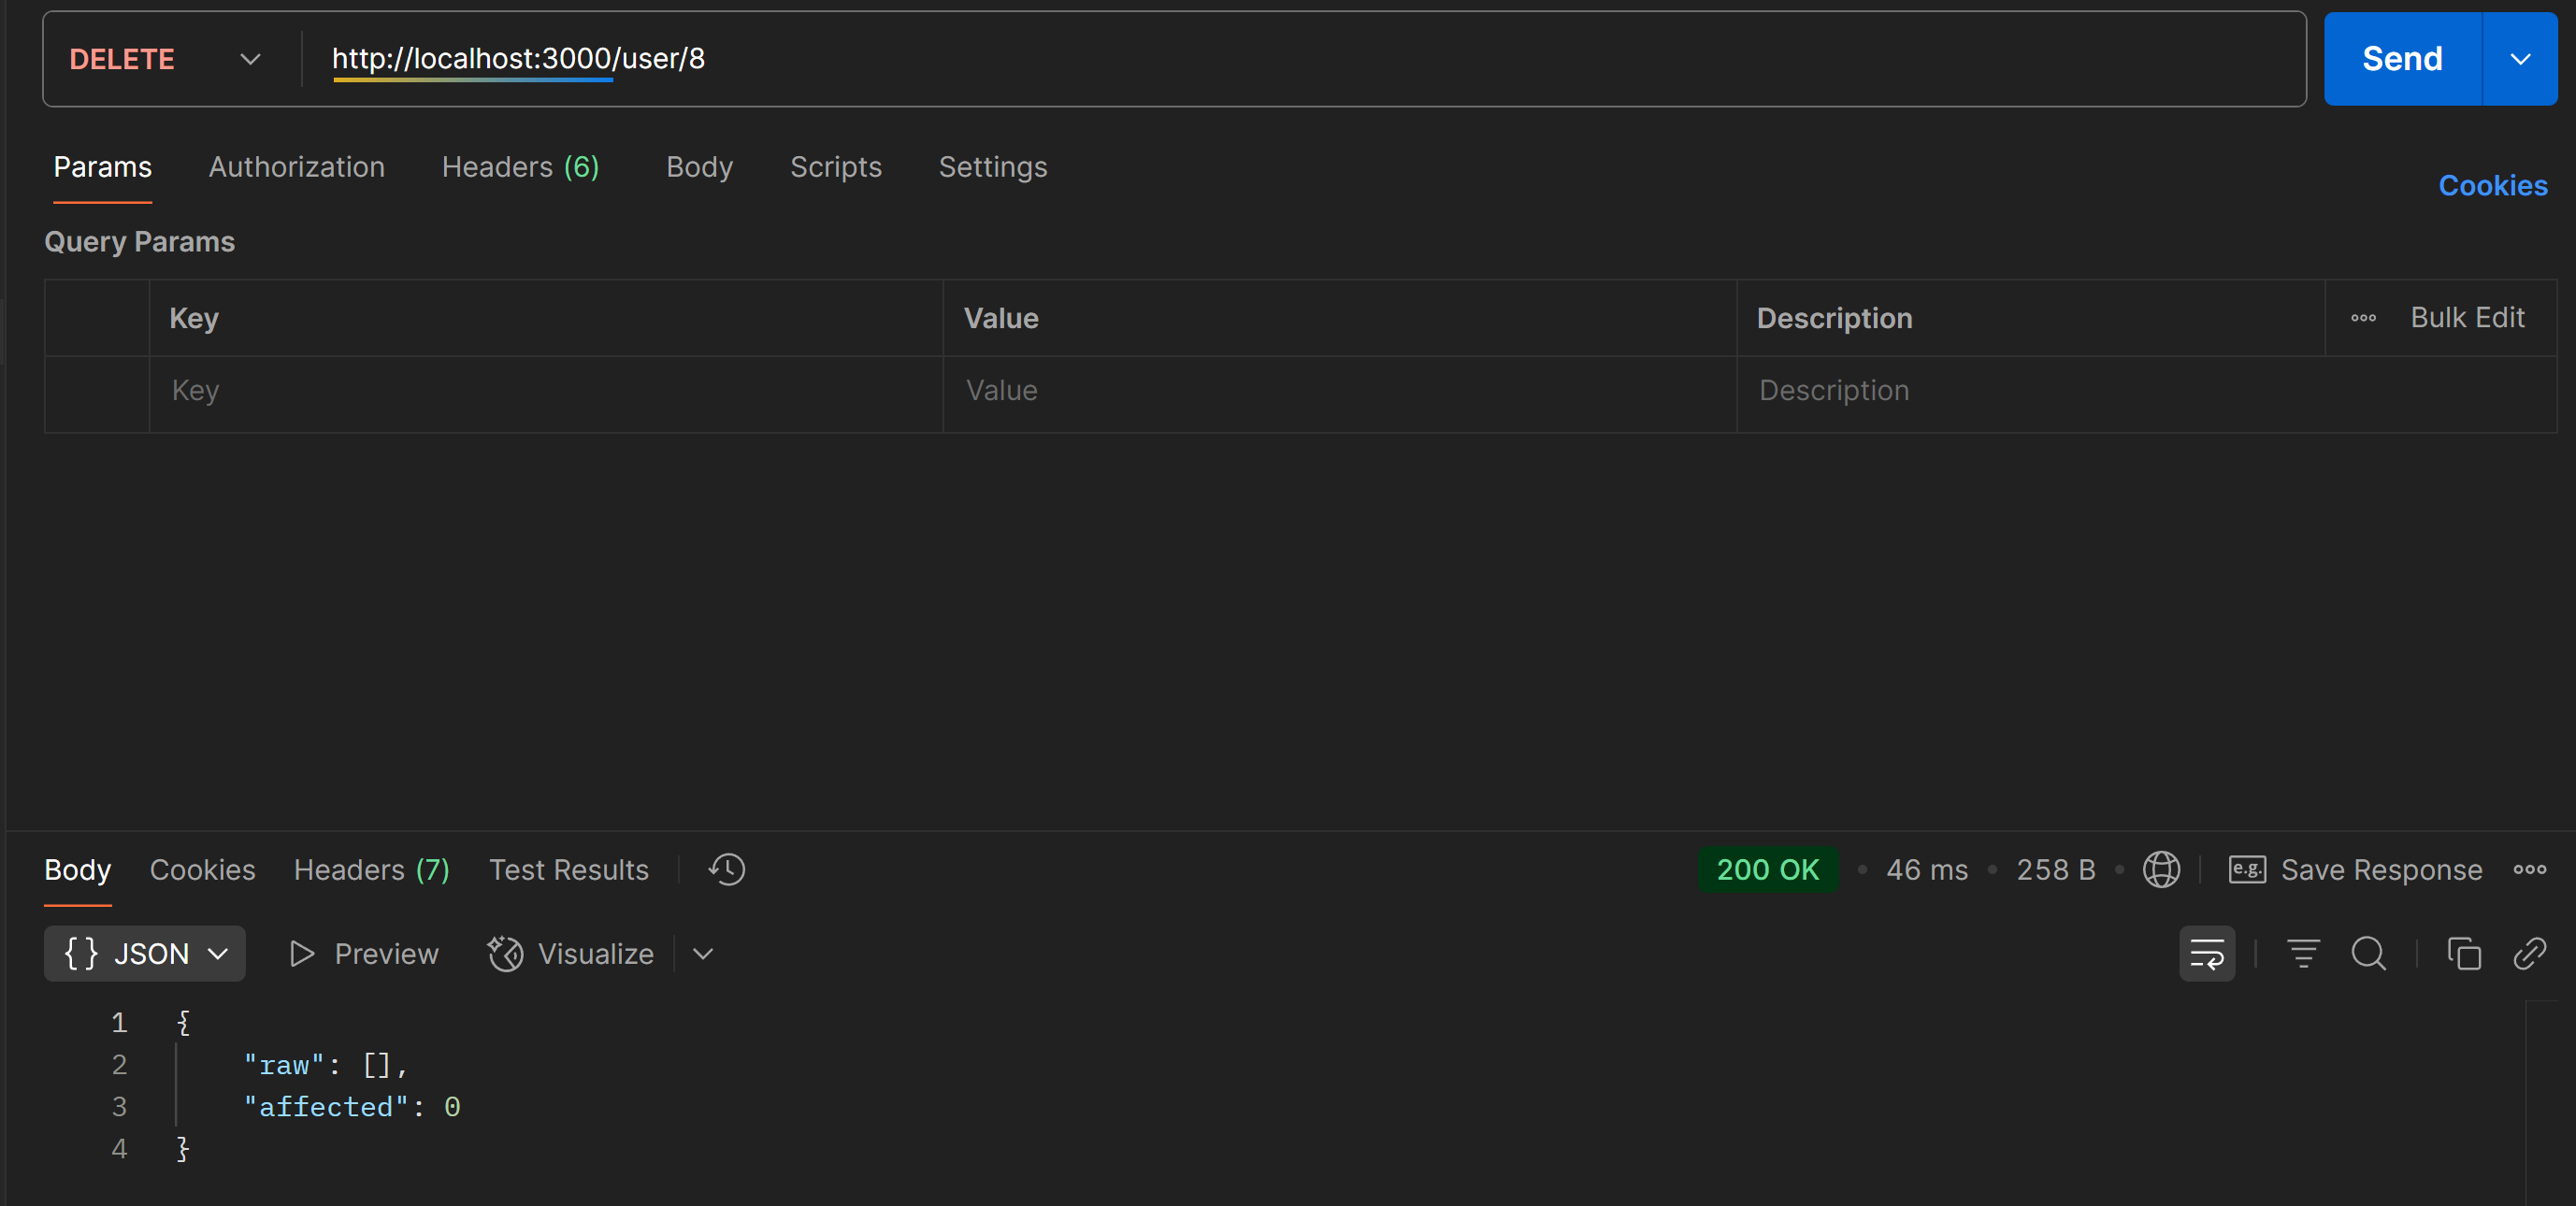 DELETE http://localhost:3000/user/8 Send
Params Authorization Headers (6) Body Scripts Settings Cookies
Query Params
Key Value Description Bulk Edit
Key Value Description
Body Cookies Headers (7) Test Results 200 OK • 46 ms • 258 B • e.g. Save Response
{} JSON Preview Visualize
1 {
2 "raw": [],
3 "affected": 0
4 }